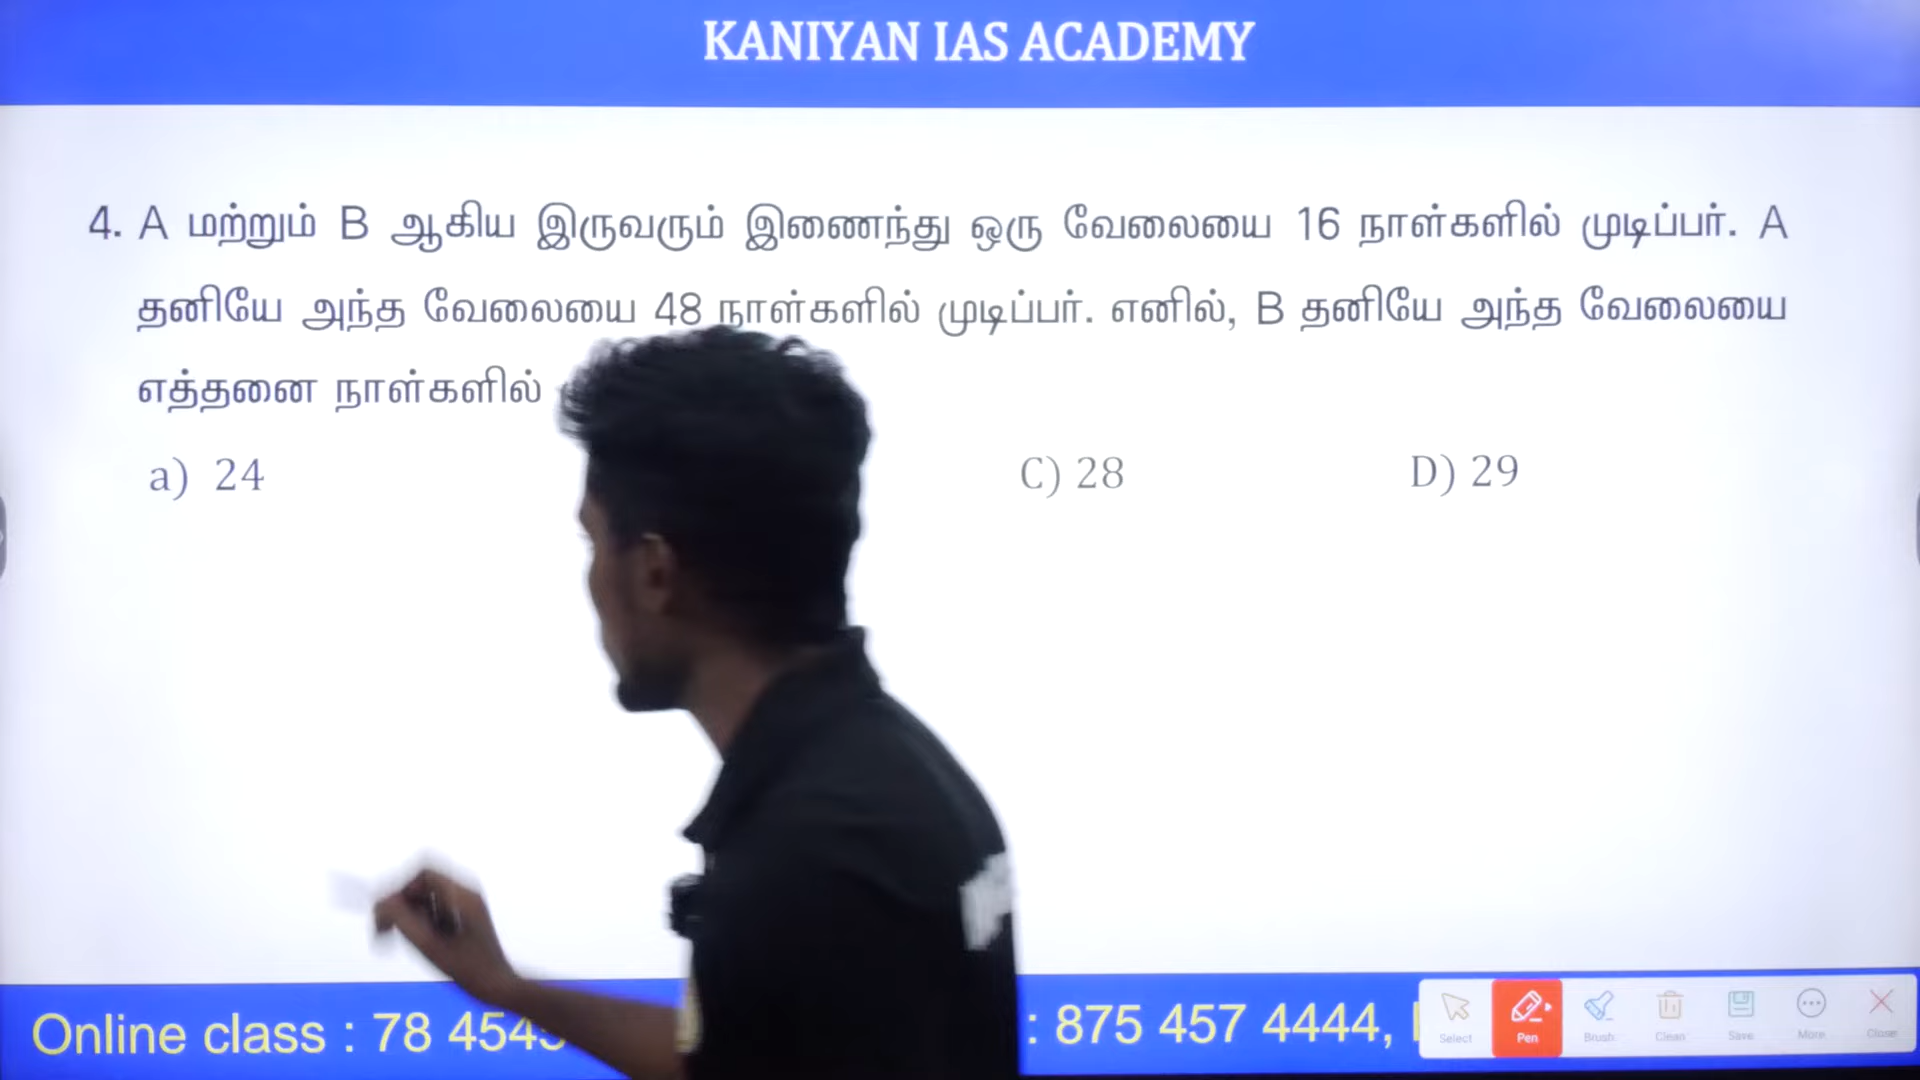 KANIYAN IAS ACADEMY
4. A மற்றும் B ஆகிய இருவரும் இணைந்து ஒரு வேலையை 16 நாள்களில் முடிப்பர். A
தனியே அந்த வேலையை 48 நாள்களில் முடிப்பர். எனில், B தனியே அந்த வேலையை
எத்தனை நாள்களில்
a) 24 C) 28 D) 29
Online class : 78 454 : 875 457 4444,
Select Pen Brush Clean Save More Close